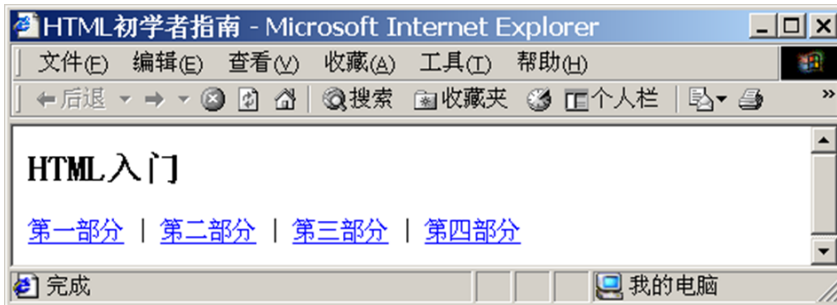 HTML初学者指南 - Microsoft Internet Explorer
文件(F) 编辑(E) 查看(V) 收藏(A) 工具(T) 帮助(H)
后退 搜索 收藏夹 个人栏 »
HTML入门
第一部分 | 第二部分 | 第三部分 | 第四部分
完成 我的电脑